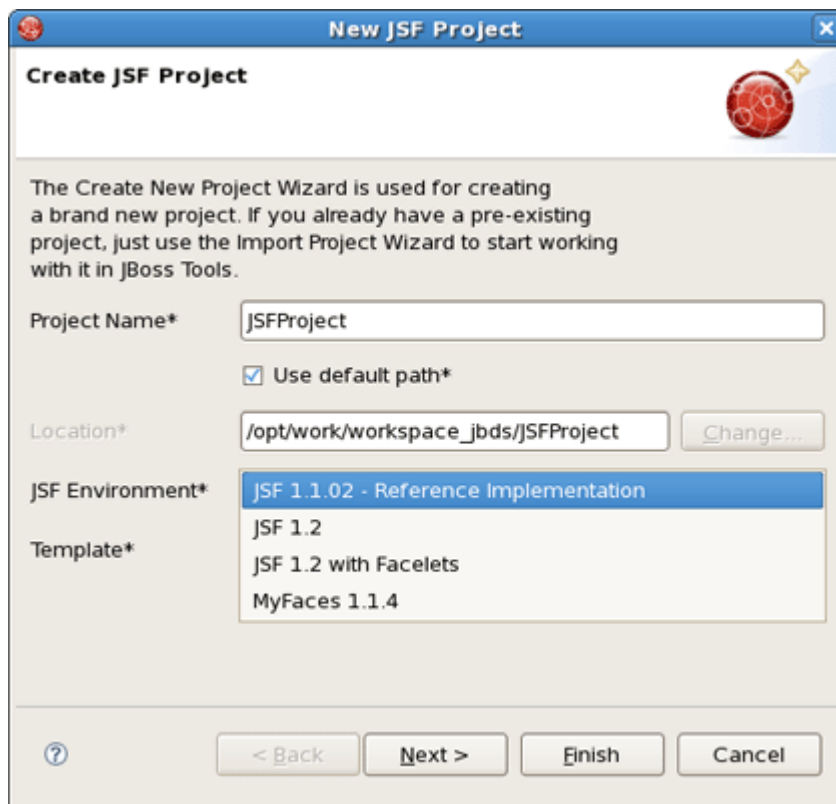 New JSF Project
Create JSF Project
The Create New Project Wizard is used for creating
a brand new project. If you already have a pre-existing
project, just use the Import Project Wizard to start working
with it in JBoss Tools.
Project Name*
JSFProject
Use default path*
Location*
/opt/work/workspace_jbds/JSFProject
Change...
JSF Environment*
JSF 1.1.02 - Reference Implementation
JSF 1.2
Template*
JSF 1.2 with Facelets
MyFaces 1.1.4
?
< Back
Next >
Finish
Cancel